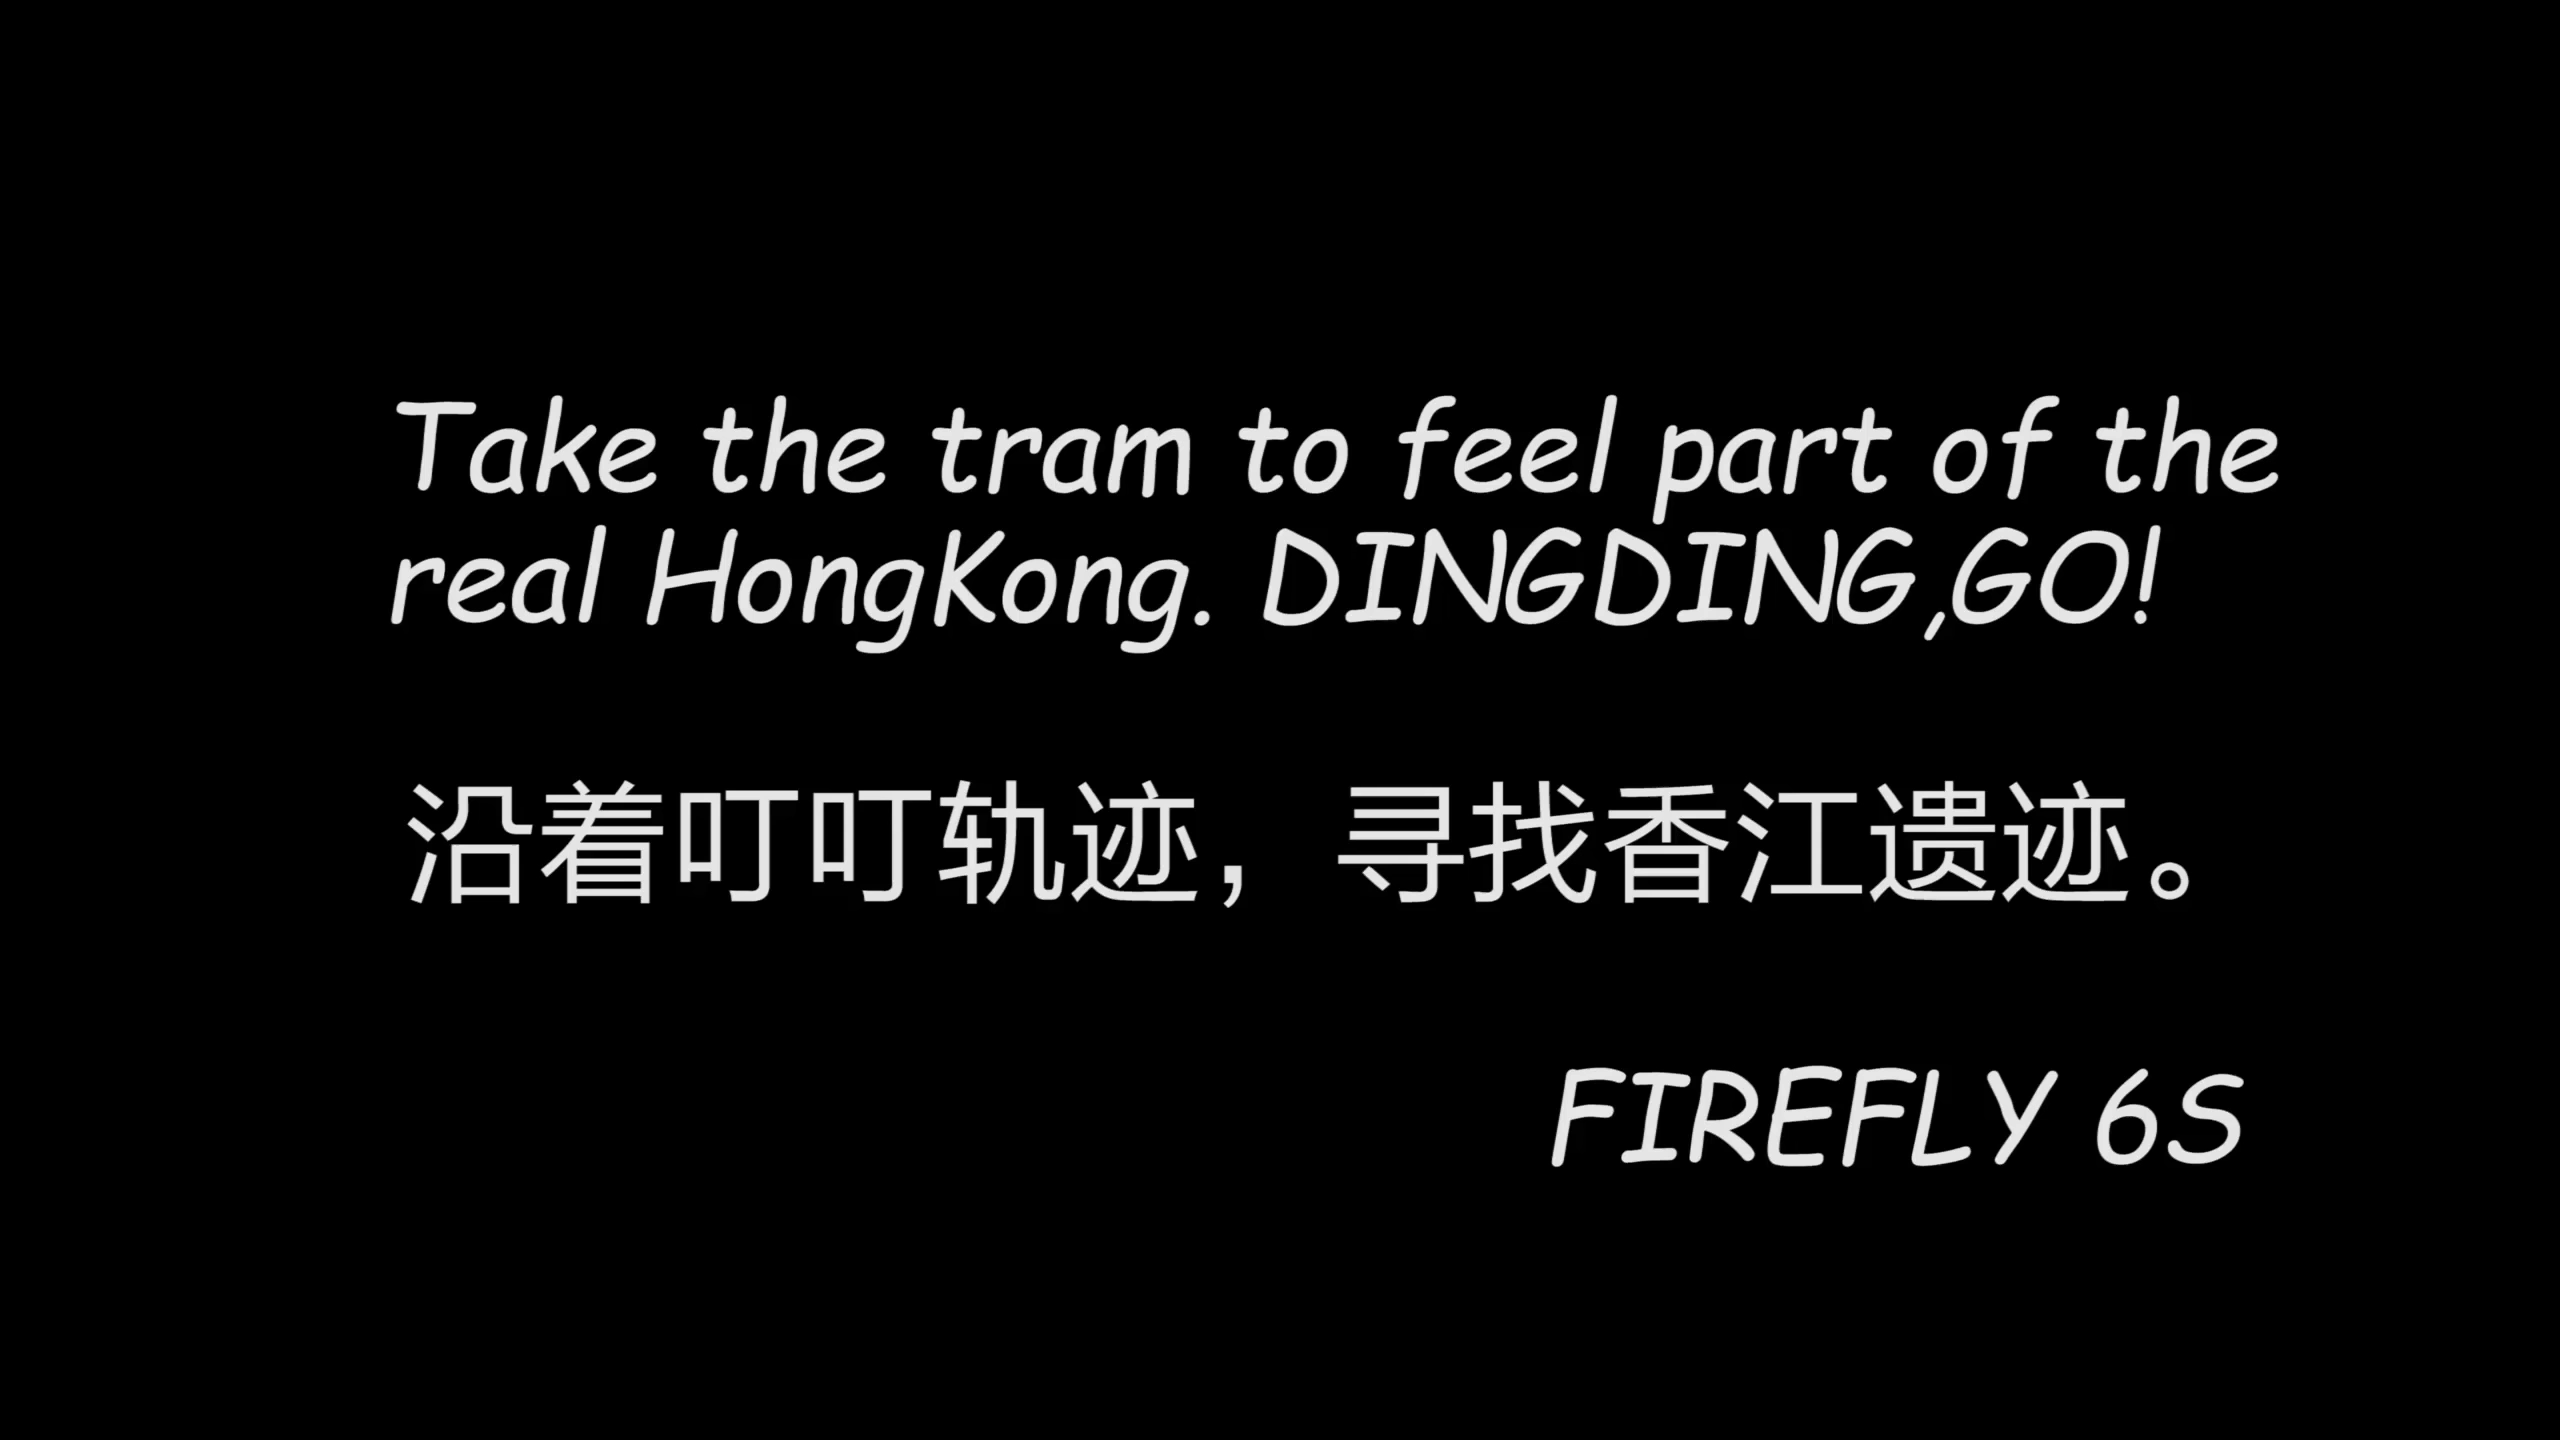 Take the tram to feel part of the
real HongKong. DINGDING,GO!
沿着叮叮轨迹，寻找香江遗迹。
FIREFLY 6S